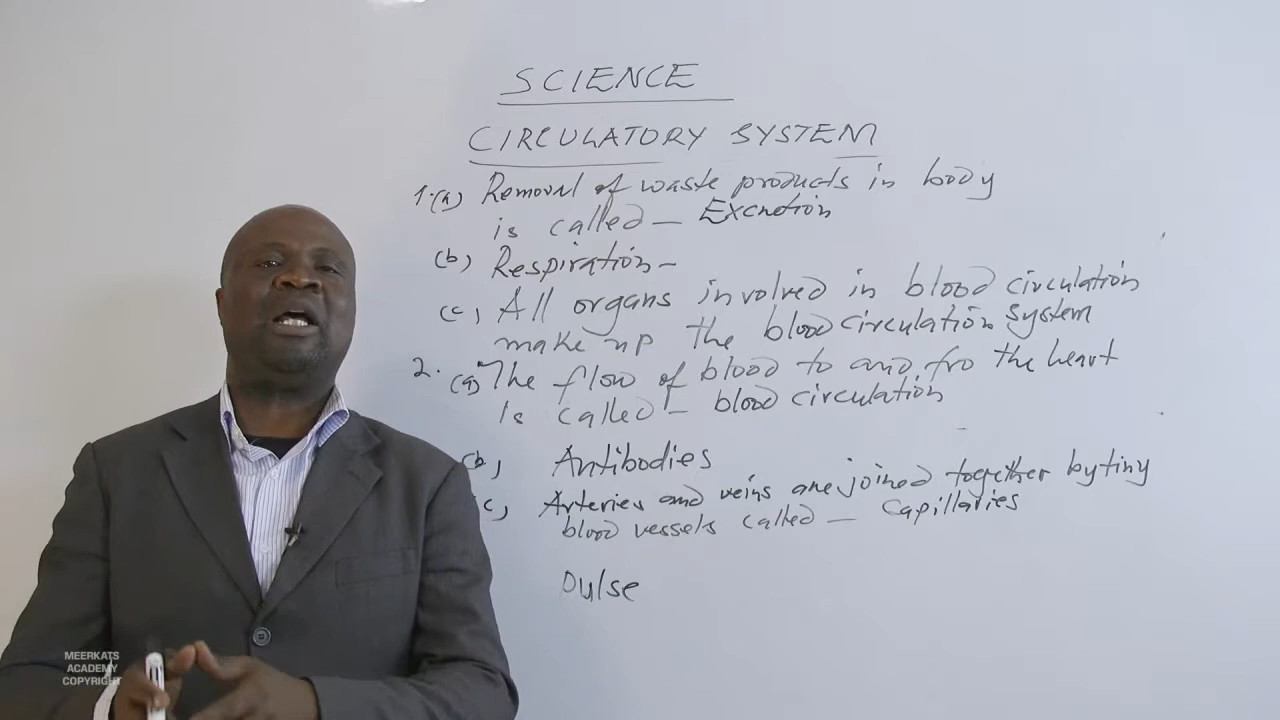 SCIENCE
CIRCULATORY SYSTEM
1.(a) Removal of waste products in body
is called - Excretion
(b) Respiration -
(c) All organs involved in blood circulation
make up the blood circulation system
2. (a) The flow of blood to and fro the heart
Is called - blood circulation
(b) Antibodies
(c) Arteries and veins are joined together by tiny
blood vessels called - Capillaries
Pulse
MEERKATS
ACADEMY
COPYRIGHT